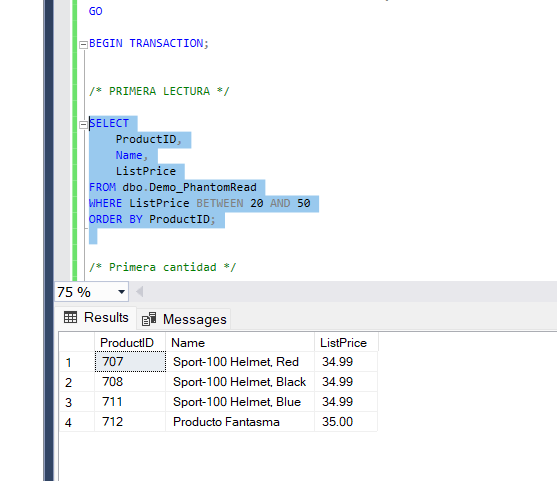 GO
BEGIN TRANSACTION;
/* PRIMERA LECTURA */
SELECT
ProductID,
Name,
ListPrice
FROM dbo.Demo_PhantomRead
WHERE ListPrice BETWEEN 20 AND 50
ORDER BY ProductID;
/* Primera cantidad */
75 %
Results Messages
ProductID Name ListPrice
1 707 Sport-100 Helmet, Red 34.99
2 708 Sport-100 Helmet, Black 34.99
3 711 Sport-100 Helmet, Blue 34.99
4 712 Producto Fantasma 35.00